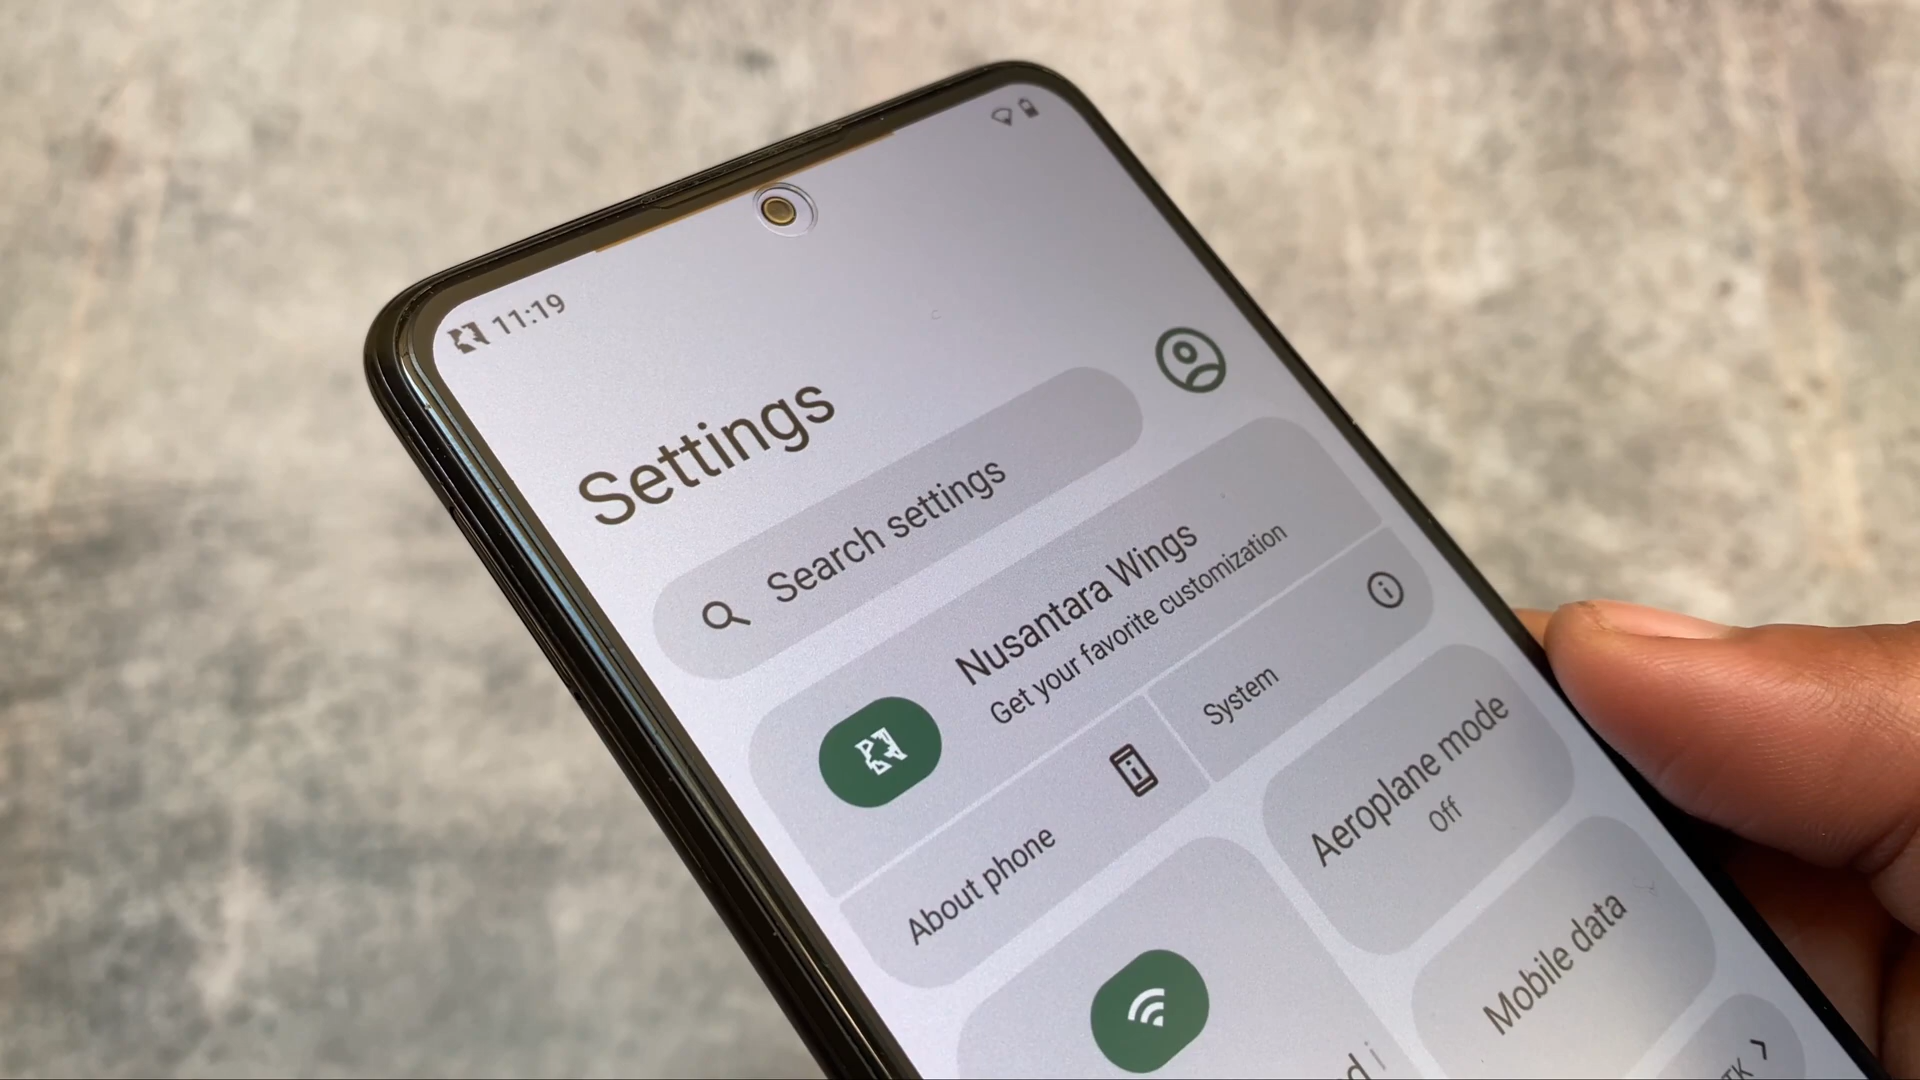 11:19
Settings
Search settings
Nusantara Wings
Get your favorite customization
About phone
System
Aeroplane mode
Off
Mobile data